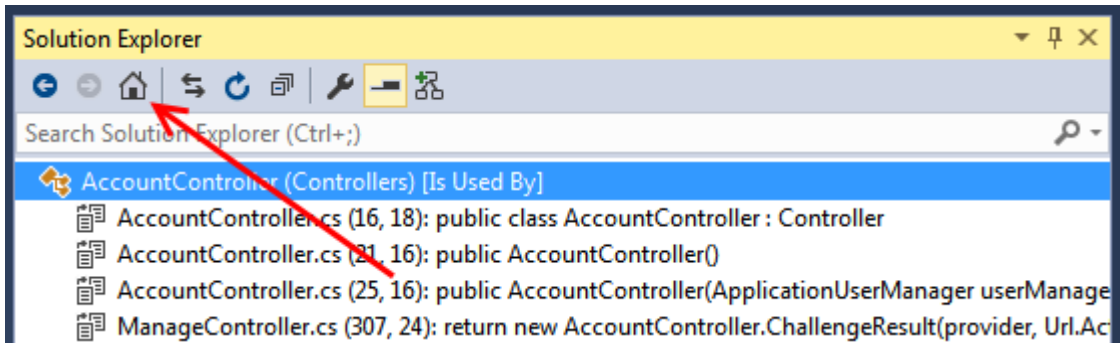 Solution Explorer
Search Solution Explorer (Ctrl+;)
AccountController (Controllers) [Is Used By]
AccountController.cs (16, 18): public class AccountController : Controller
AccountController.cs (21, 16): public AccountController()
AccountController.cs (25, 16): public AccountController(ApplicationUserManager userManage
ManageController.cs (307, 24): return new AccountController.ChallengeResult(provider, Url.Ac